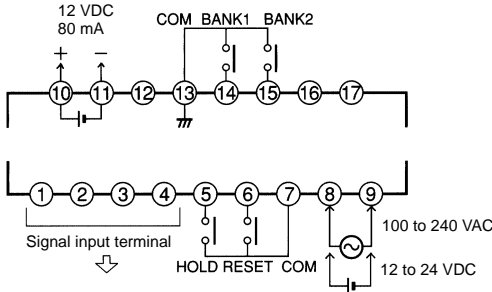 12 VDC
80 mA
COM BANK1 BANK2
+ −
10 11 12 13 14 15 16 17
1 2 3 4 5 6 7 8 9
Signal input terminal
HOLD RESET COM
100 to 240 VAC
12 to 24 VDC